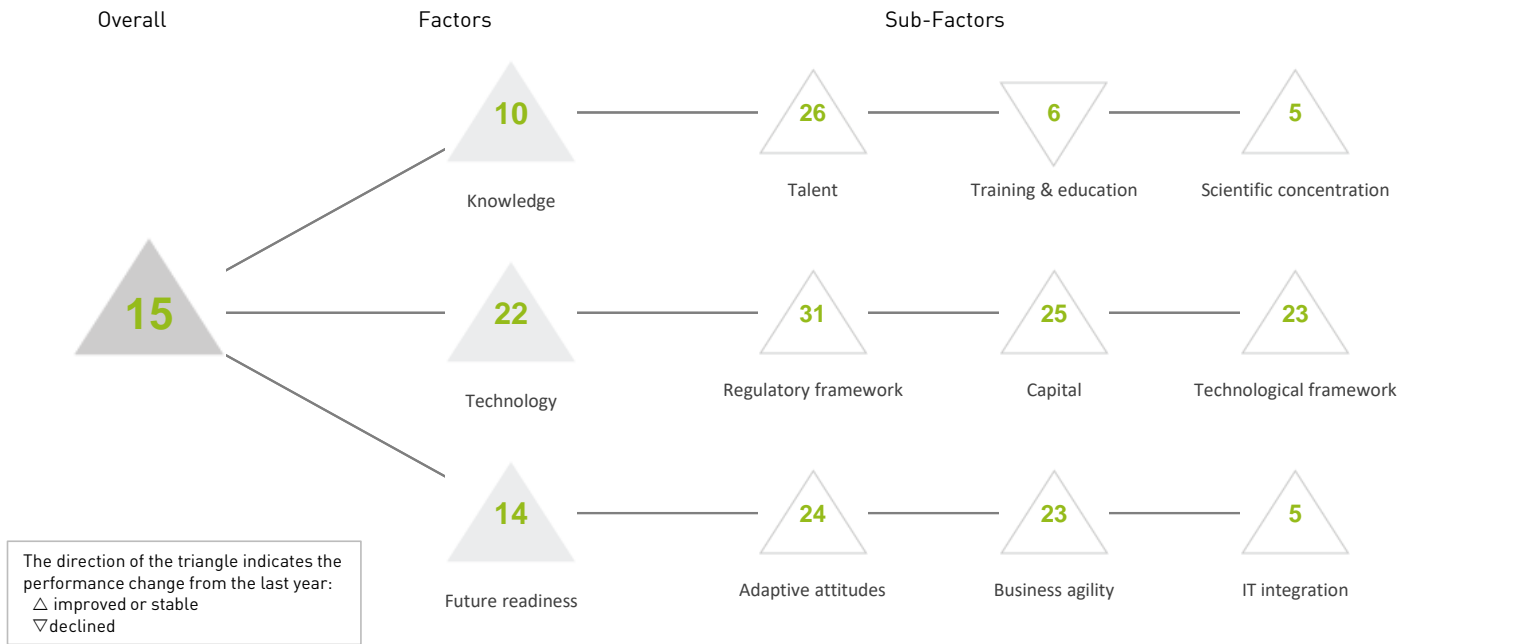 Overall
Factors
Sub-Factors
10
26
6
5
Knowledge
Talent
Training & education
Scientific concentration
15
22
31
25
23
Technology
Regulatory framework
Capital
Technological framework
14
24
23
5
Future readiness
Adaptive attitudes
Business agility
IT integration
The direction of the triangle indicates the
performance change from the last year:
△ improved or stable
▽declined